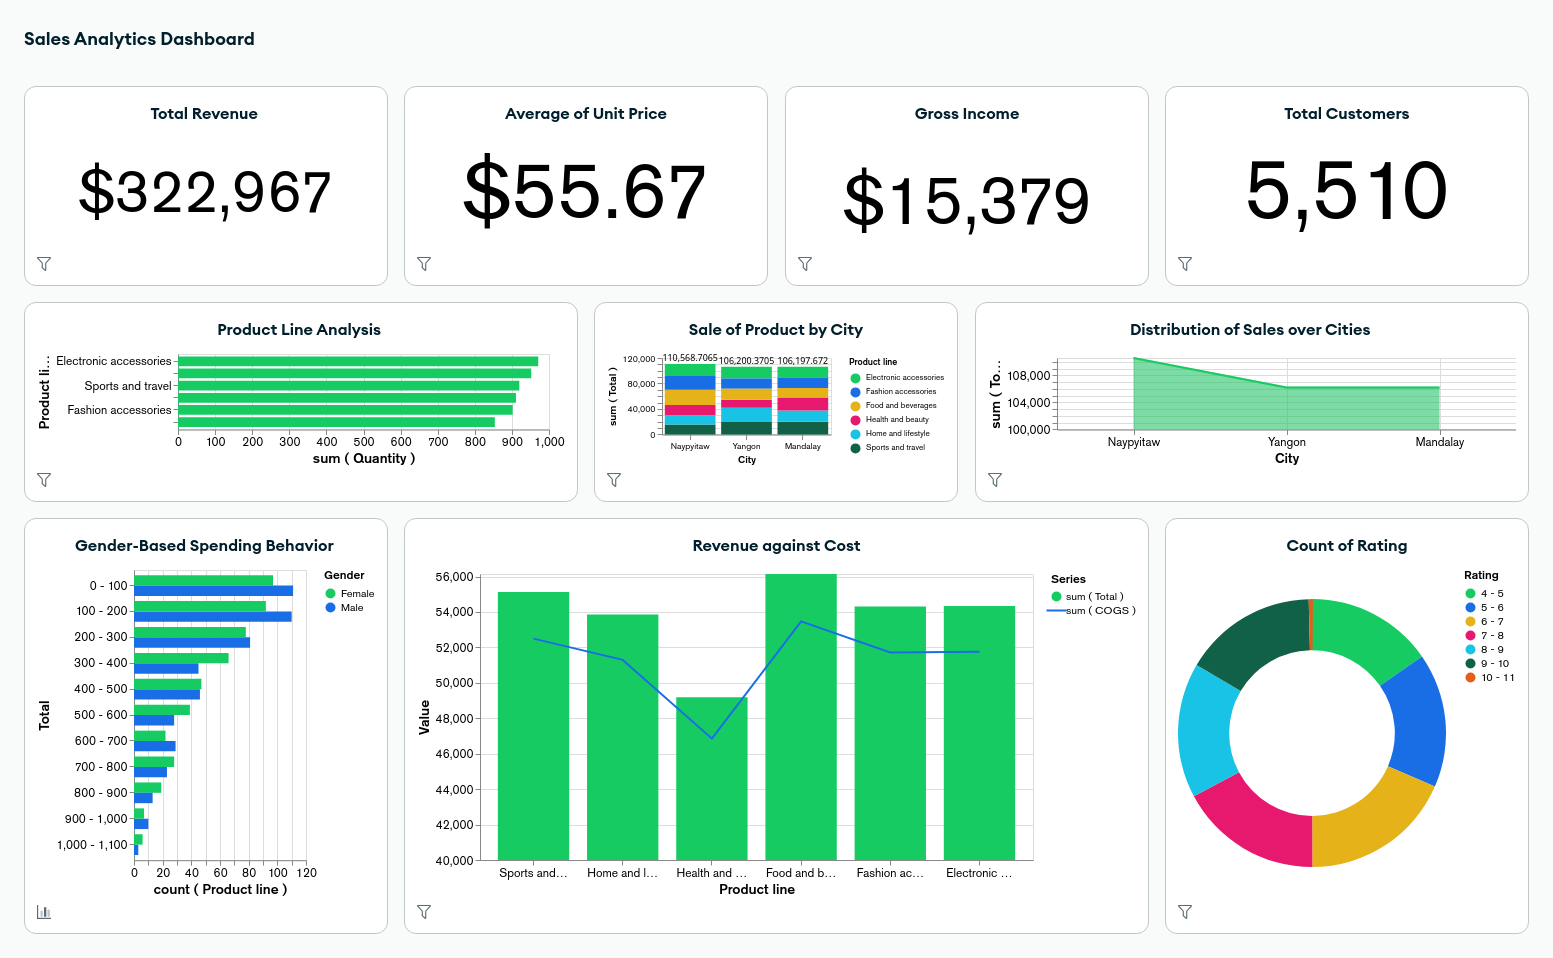 Sales Analytics Dashboard
Total Revenue
$322,967
Average of Unit Price
$55.67
Gross Income
$15,379
Total Customers
5,510
Product Line Analysis
Product li...
Electronic accessories
Sports and travel
Fashion accessories
0 100 200 300 400 500 600 700 800 900 1,000
sum ( Quantity )
Sale of Product by City
sum ( Total )
120,000
80,000
40,000
0
110,568.7065 106,200.3705 106,197.672
Naypyitaw Yangon Mandalay
City
Product line
Electronic accessories
Fashion accessories
Food and beverages
Health and beauty
Home and lifestyle
Sports and travel
Distribution of Sales over Cities
sum ( To...
108,000
104,000
100,000
Naypyitaw Yangon Mandalay
City
Gender-Based Spending Behavior
Total
0 - 100
100 - 200
200 - 300
300 - 400
400 - 500
500 - 600
600 - 700
700 - 800
800 - 900
900 - 1,000
1,000 - 1,100
0 20 40 60 80 100 120
count ( Product line )
Gender
Female
Male
Revenue against Cost
Value
56,000
54,000
52,000
50,000
48,000
46,000
44,000
42,000
40,000
Sports and... Home and l... Health and ... Food and b... Fashion ac... Electronic ...
Product line
Series
sum ( Total )
sum ( COGS )
Count of Rating
Rating
4 - 5
5 - 6
6 - 7
7 - 8
8 - 9
9 - 10
10 - 11